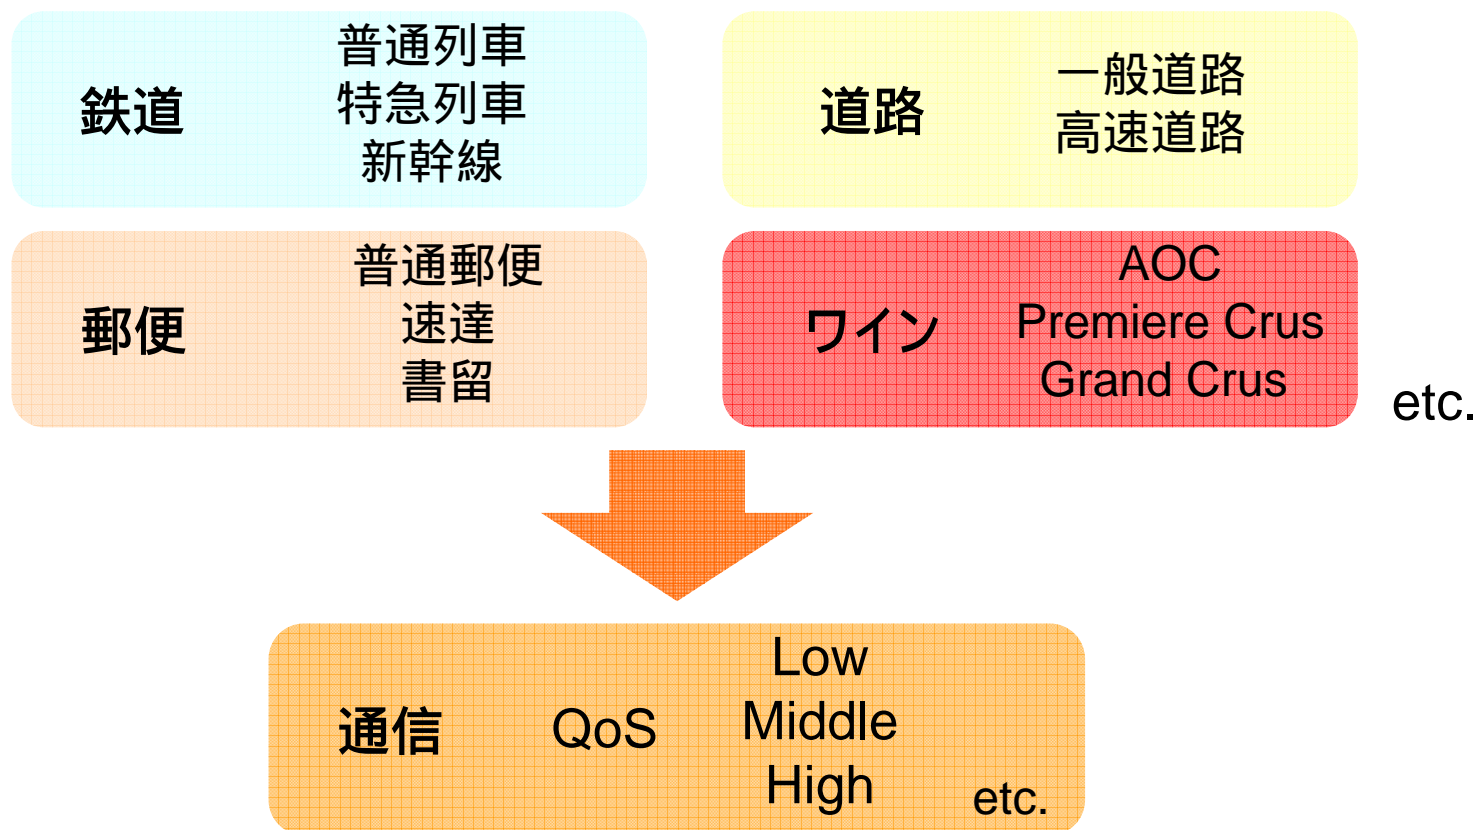 鉄道
普通列車
特急列車
新幹線
道路
一般道路
高速道路
郵便
普通郵便
速達
書留
ワイン
AOC
Premiere Crus
Grand Crus
etc.
通信
QoS
Low
Middle
High
etc.